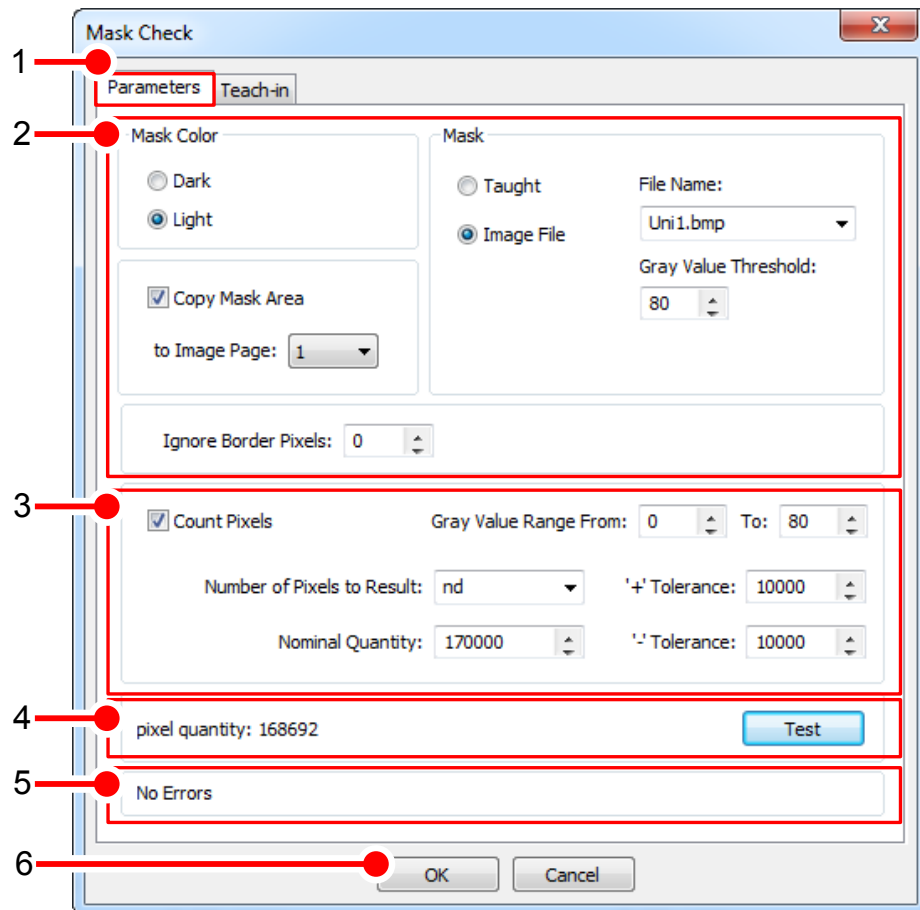 Mask Check
1
Parameters Teach-in
2
Mask Color Mask
Dark
Taught File Name:
Light
Image File Uni1.bmp
Gray Value Threshold:
Copy Mask Area 80
to Image Page: 1
Ignore Border Pixels: 0
3
Count Pixels Gray Value Range From: 0 To: 80
Number of Pixels to Result: nd '+' Tolerance: 10000
Nominal Quantity: 170000 '-' Tolerance: 10000
4
pixel quantity: 168692 Test
5
No Errors
6
OK Cancel